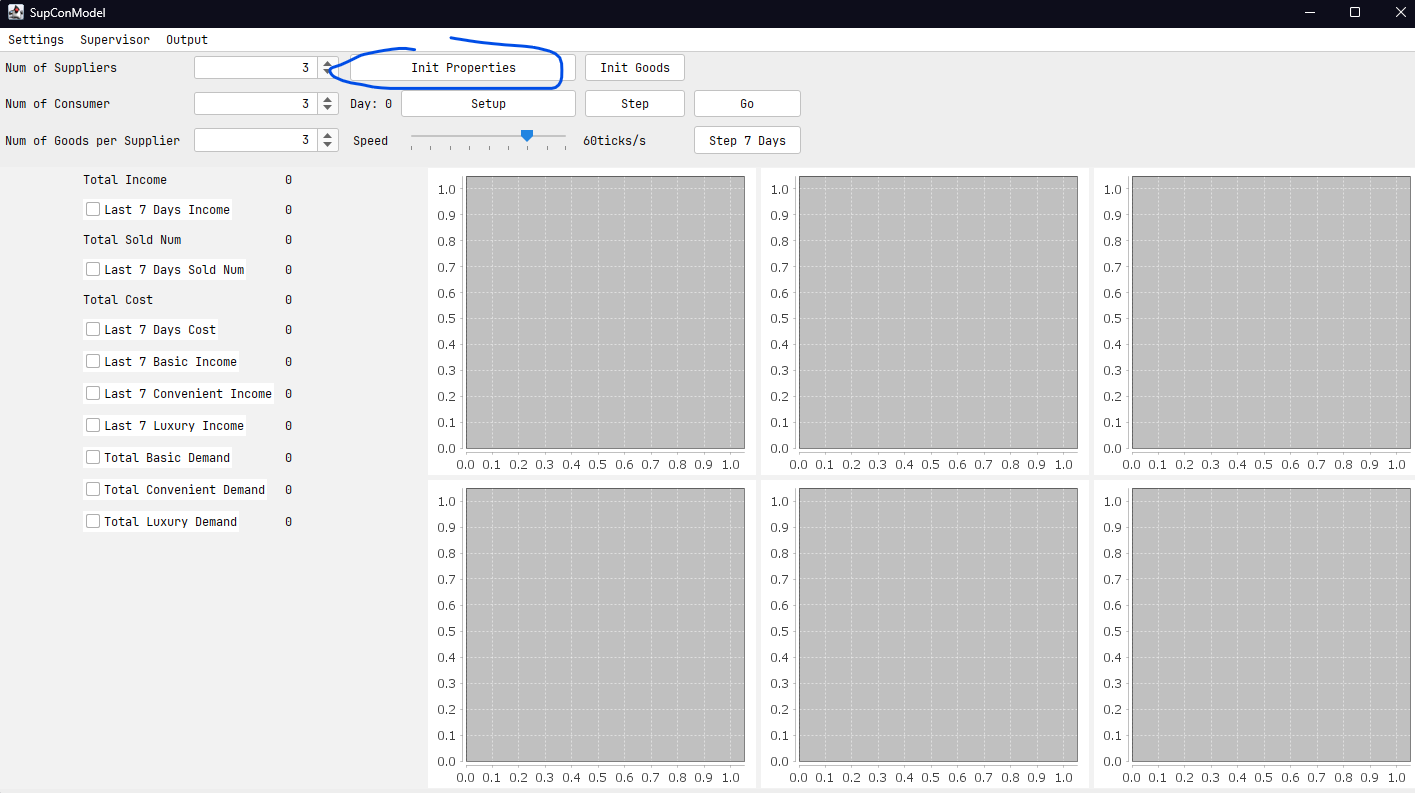 SupConModel
Settings Supervisor Output
Num of Suppliers 3 Init Properties Init Goods
Num of Consumer 3 Day: 0 Setup Step Go
Num of Goods per Supplier 3 Speed 60ticks/s Step 7 Days
Total Income 0
Last 7 Days Income 0
Total Sold Num 0
Last 7 Days Sold Num 0
Total Cost 0
Last 7 Days Cost 0
Last 7 Basic Income 0
Last 7 Convenient Income 0
Last 7 Luxury Income 0
Total Basic Demand 0
Total Convenient Demand 0
Total Luxury Demand 0
1.0 1.0 1.0
0.9 0.9 0.9
0.8 0.8 0.8
0.7 0.7 0.7
0.6 0.6 0.6
0.5 0.5 0.5
0.4 0.4 0.4
0.3 0.3 0.3
0.2 0.2 0.2
0.1 0.1 0.1
0.0 0.0 0.0
0.0 0.1 0.2 0.3 0.4 0.5 0.6 0.7 0.8 0.9 1.0 0.0 0.1 0.2 0.3 0.4 0.5 0.6 0.7 0.8 0.9 1.0 0.0 0.1 0.2 0.3 0.4 0.5 0.6 0.7 0.8 0.9 1.0
1.0 1.0 1.0
0.9 0.9 0.9
0.8 0.8 0.8
0.7 0.7 0.7
0.6 0.6 0.6
0.5 0.5 0.5
0.4 0.4 0.4
0.3 0.3 0.3
0.2 0.2 0.2
0.1 0.1 0.1
0.0 0.0 0.0
0.0 0.1 0.2 0.3 0.4 0.5 0.6 0.7 0.8 0.9 1.0 0.0 0.1 0.2 0.3 0.4 0.5 0.6 0.7 0.8 0.9 1.0 0.0 0.1 0.2 0.3 0.4 0.5 0.6 0.7 0.8 0.9 1.0